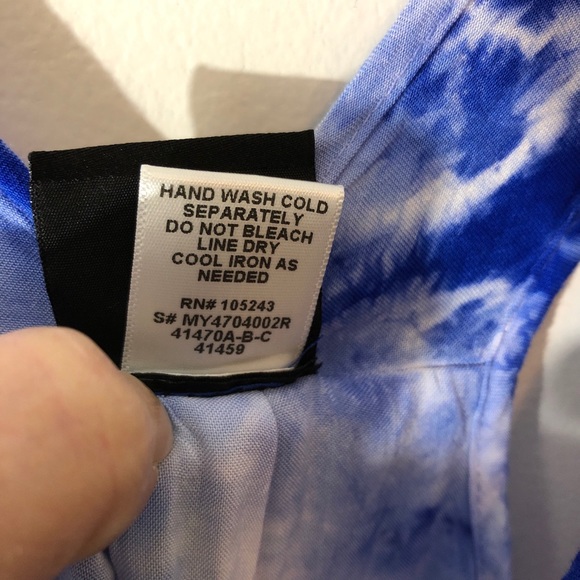 HAND WASH COLD
SEPARATELY
DO NOT BLEACH
LINE DRY
COOL IRON AS
NEEDED
RN# 105243
S# MY4704002R
41470A-B-C
41459